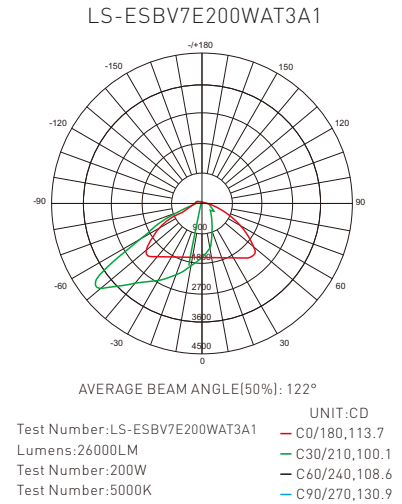 LS-ESBV7E200WAT3A1
-/+180
-150
150
-120
120
-90
90
900
1800
-60
60
2700
3600
-30
30
4500
0
AVERAGE BEAM ANGLE(50%): 122°
UNIT:CD
Test Number:LS-ESBV7E200WAT3A1
C0/180,113.7
Lumens:26000LM
C30/210,100.1
Test Number:200W
C60/240,108.6
Test Number:5000K
C90/270,130.9